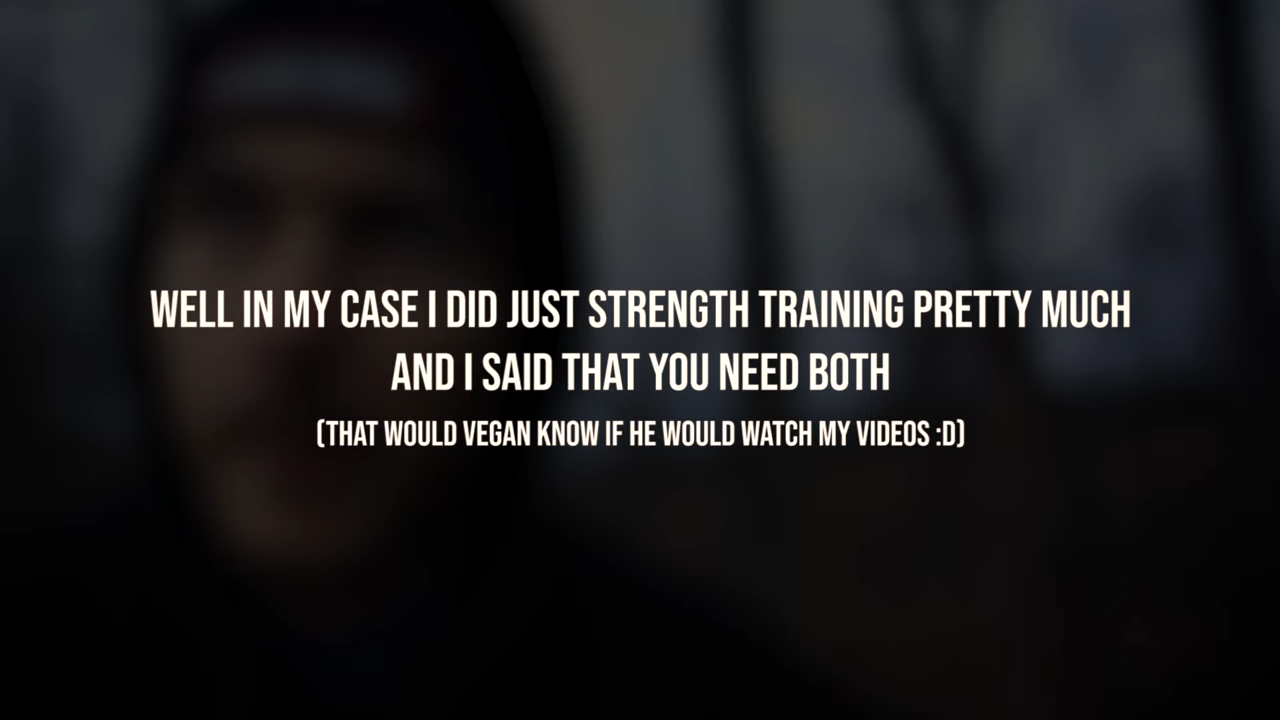 WELL IN MY CASE I DID JUST STRENGTH TRAINING PRETTY MUCH
AND I SAID THAT YOU NEED BOTH
(THAT WOULD VEGAN KNOW IF HE WOULD WATCH MY VIDEOS :D)